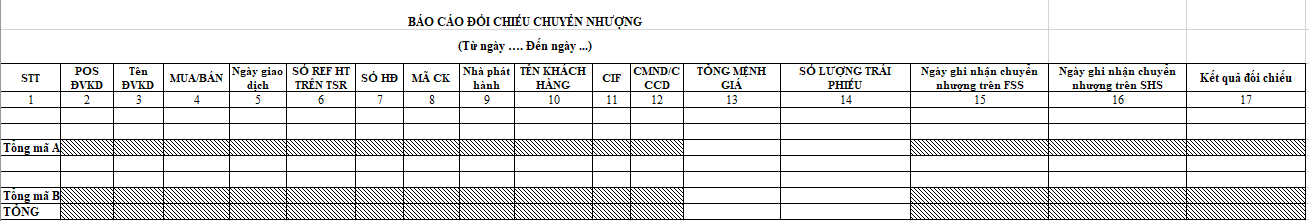 BÁO CÁO ĐỐI CHIẾU CHUYỂN NHƯỢNG
(Từ ngày .... Đến ngày ...)
STT POS ĐVKD Tên ĐVKD MUA/BÁN Ngày giao dịch SỐ REF HT TRÊN TSR SỐ HĐ MÃ CK Nhà phát hành TÊN KHÁCH HÀNG CIF CMND/C CCD TỔNG MỆNH GIÁ SỐ LƯỢNG TRÁI PHIẾU Ngày ghi nhận chuyển nhượng trên FSS Ngày ghi nhận chuyển nhượng trên SHS Kết quả đối chiếu
1 2 3 4 5 6 7 8 9 10 11 12 13 14 15 16 17
Tổng mã A
Tổng mã B
TỔNG